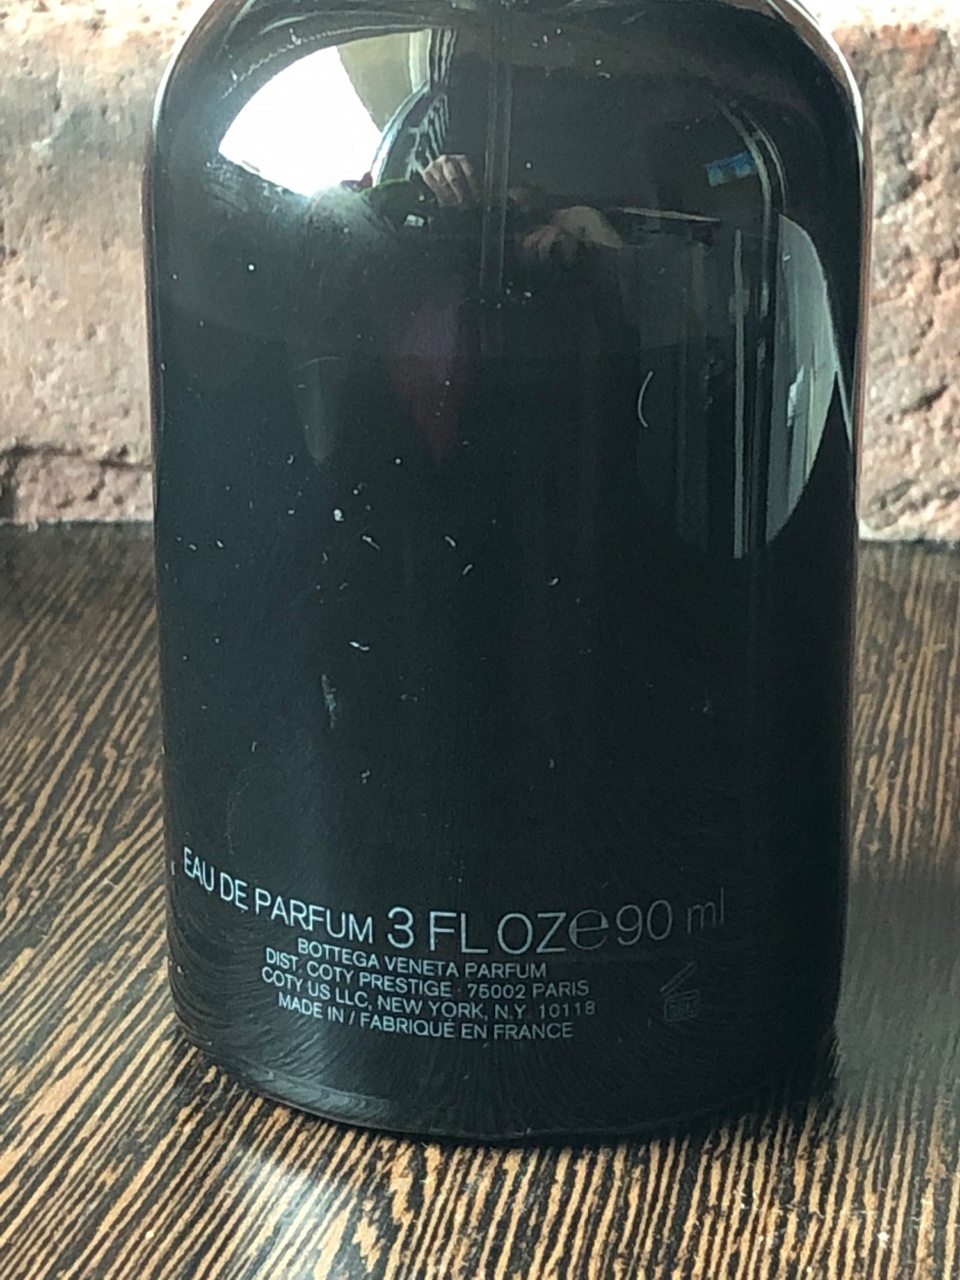 EAU DE PARFUM 3 FL OZ ℮ 90 ml
BOTTEGA VENETA PARFUM
DIST. COTY PRESTIGE · 75002 PARIS
COTY US LLC, NEW YORK, N.Y. 10118
MADE IN / FABRIQUÉ EN FRANCE